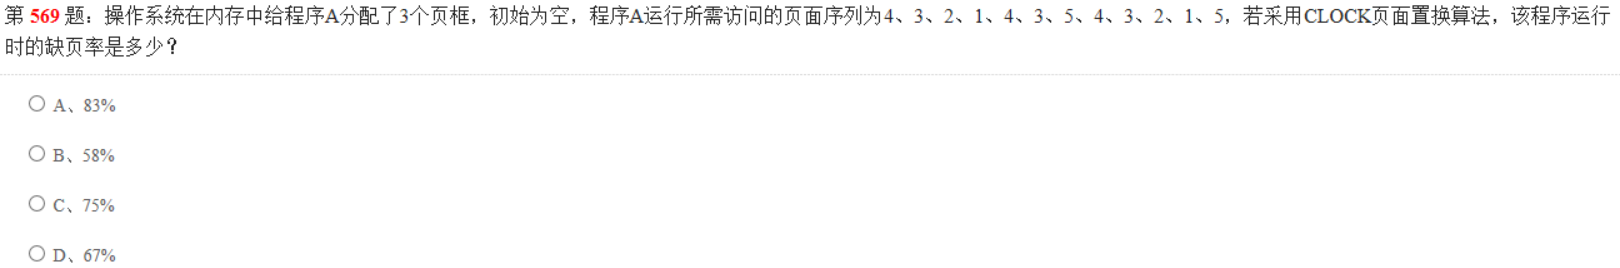 第 569 题：操作系统在内存中给程序A分配了3个页框，初始为空，程序A运行所需访问的页面序列为4、3、2、1、4、3、5、4、3、2、1、5，若采用CLOCK页面置换算法，该程序运行
时的缺页率是多少？
A、83%
B、58%
C、75%
D、67%